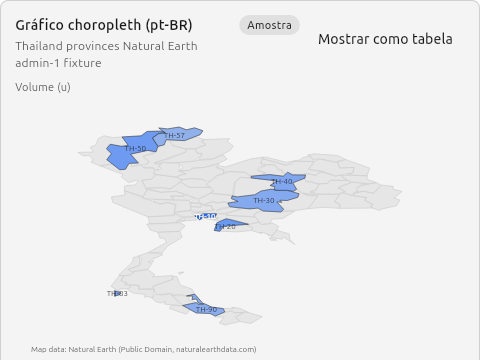 Gráfico choropleth (pt-BR)
Amostra
Mostrar como tabela
Thailand provinces Natural Earth
admin-1 fixture
Volume (u)
TH-57
TH-50
TH-40
TH-30
TH-10
TH-20
TH-83
TH-90
Map data: Natural Earth (Public Domain, naturalearthdata.com)